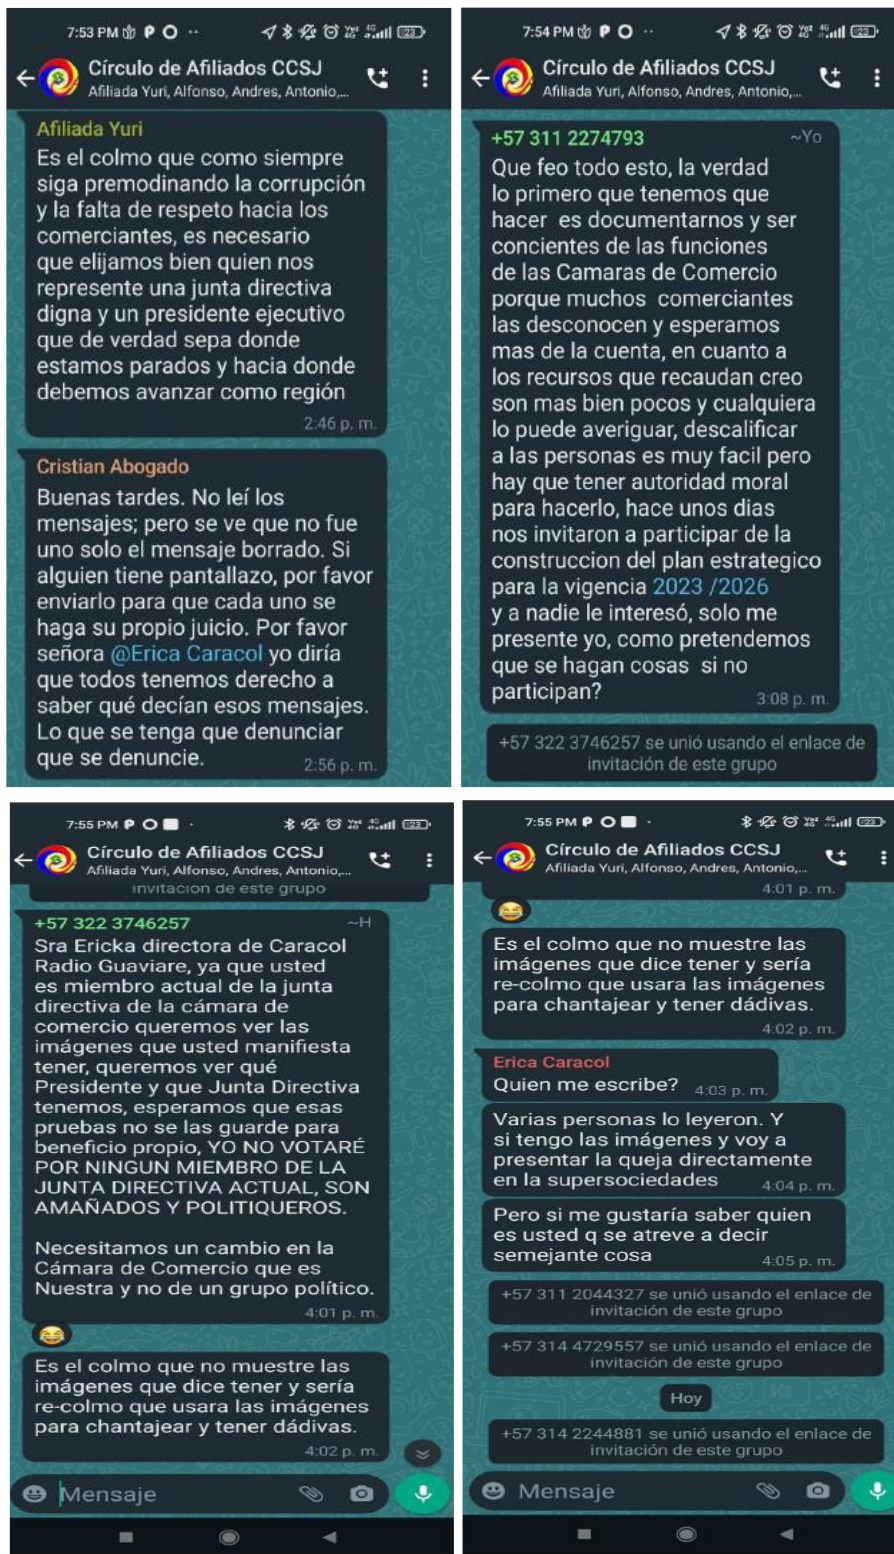 7:53 PM
Círculo de Afiliados CCSJ
Afiliada Yuri, Alfonso, Andres, Antonio,...
Afiliada Yuri
Es el colmo que como siempre
siga premodinando la corrupción
y la falta de respeto hacia los
comerciantes, es necesario
que elijamos bien quien nos
represente una junta directiva
digna y un presidente ejecutivo
que de verdad sepa donde
estamos parados y hacia donde
debemos avanzar como región
2:46 p. m.
Cristian Abogado
Buenas tardes. No leí los
mensajes; pero se ve que no fue
uno solo el mensaje borrado. Si
alguien tiene pantallazo, por favor
enviarlo para que cada uno se
haga su propio juicio. Por favor
señora @Erica Caracol yo diría
que todos tenemos derecho a
saber qué decían esos mensajes.
Lo que se tenga que denunciar
que se denuncie.
2:56 p. m.
7:54 PM
Círculo de Afiliados CCSJ
Afiliada Yuri, Alfonso, Andres, Antonio,...
+57 311 2274793 ~Yo
Que feo todo esto, la verdad
lo primero que tenemos que
hacer es documentarnos y ser
concientes de las funciones
de las Camaras de Comercio
porque muchos comerciantes
las desconocen y esperamos
mas de la cuenta, en cuanto a
los recursos que recaudan creo
son mas bien pocos y cualquiera
lo puede averiguar, descalificar
a las personas es muy facil pero
hay que tener autoridad moral
para hacerlo, hace unos dias
nos invitaron a participar de la
construccion del plan estrategico
para la vigencia 2023 /2026
y a nadie le interesó, solo me
presente yo, como pretendemos
que se hagan cosas si no
participan?
3:08 p. m.
+57 322 3746257 se unió usando el enlace de
invitación de este grupo
7:55 PM
Círculo de Afiliados CCSJ
Afiliada Yuri, Alfonso, Andres, Antonio,...
invitación de este grupo
+57 322 3746257 ~H
Sra Ericka directora de Caracol
Radio Guaviare, ya que usted
es miembro actual de la junta
directiva de la cámara de
comercio queremos ver las
imágenes que usted manifiesta
tener, queremos ver qué
Presidente y que Junta Directiva
tenemos, esperamos que esas
pruebas no se las guarde para
beneficio propio, YO NO VOTARÉ
POR NINGUN MIEMBRO DE LA
JUNTA DIRECTIVA ACTUAL, SON
AMAÑADOS Y POLITIQUEROS.
Necesitamos un cambio en la
Cámara de Comercio que es
Nuestra y no de un grupo político.
4:01 p. m.
Es el colmo que no muestre las
imágenes que dice tener y sería
re-colmo que usara las imágenes
para chantajear y tener dádivas.
4:02 p. m.
Mensaje
7:55 PM
Círculo de Afiliados CCSJ
Afiliada Yuri, Alfonso, Andres, Antonio,...
4:01 p. m.
Es el colmo que no muestre las
imágenes que dice tener y sería
re-colmo que usara las imágenes
para chantajear y tener dádivas.
4:02 p. m.
Erica Caracol
Quien me escribe? 4:03 p. m.
Varias personas lo leyeron. Y
si tengo las imágenes y voy a
presentar la queja directamente
en la supersociedades 4:04 p. m.
Pero si me gustaría saber quien
es usted q se atreve a decir
semejante cosa 4:05 p. m.
+57 311 2044327 se unió usando el enlace de
invitación de este grupo
+57 314 4729557 se unió usando el enlace de
invitación de este grupo
Hoy
+57 314 2244881 se unió usando el enlace de
invitación de este grupo
Mensaje